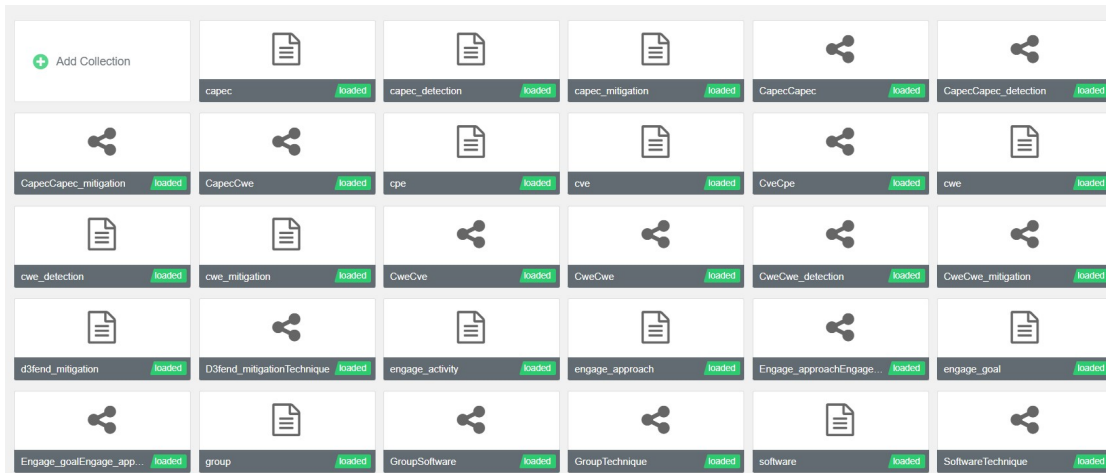 Add Collection
capec loaded
capec_detection loaded
capec_mitigation loaded
CapecCapec loaded
CapecCapec_detection loaded
CapecCapec_mitigation loaded
CapecCwe loaded
cpe loaded
cve loaded
CveCpe loaded
cwe loaded
cwe_detection loaded
cwe_mitigation loaded
CweCve loaded
CweCwe loaded
CweCwe_detection loaded
CweCwe_mitigation loaded
d3fend_mitigation loaded
D3fend_mitigationTechnique loaded
engage_activity loaded
engage_approach loaded
Engage_approachEngage... loaded
engage_goal loaded
Engage_goalEngage_app... loaded
group loaded
GroupSoftware loaded
GroupTechnique loaded
software loaded
SoftwareTechnique loaded